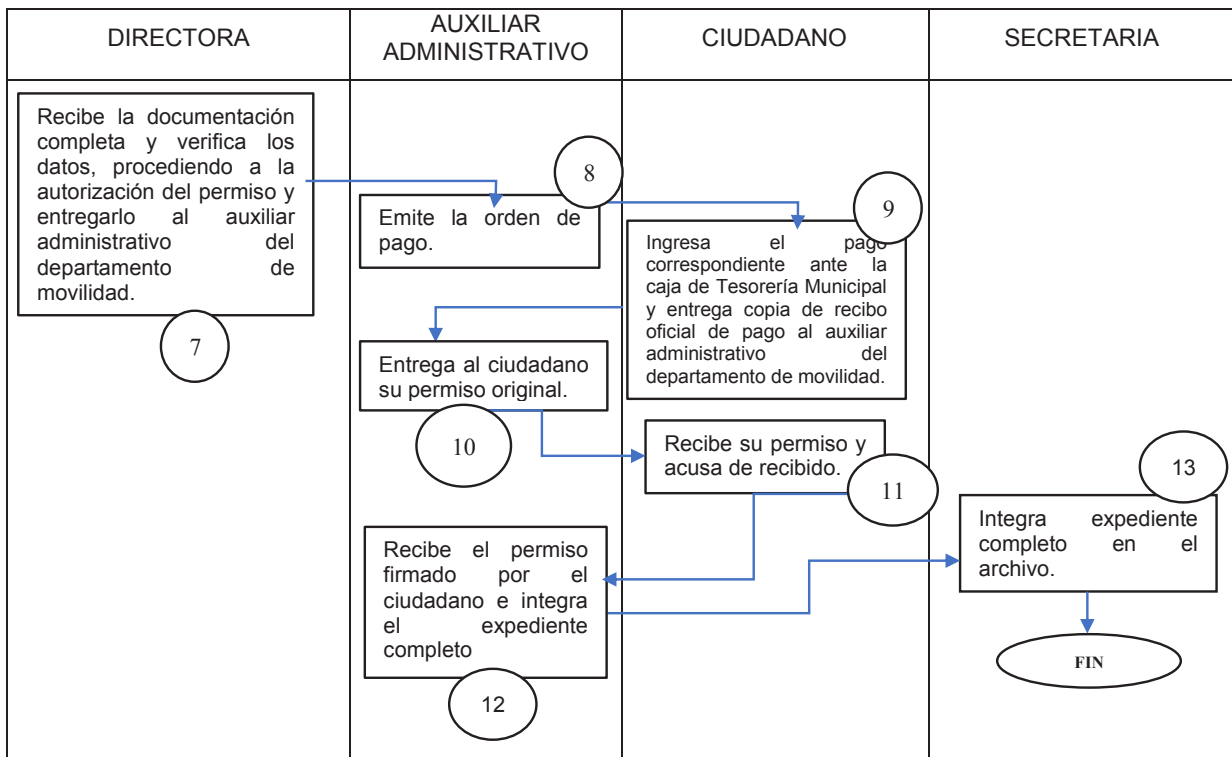 DIRECTORA
AUXILIAR
ADMINISTRATIVO
CIUDADANO
SECRETARIA
Recibe la documentación
completa y verifica los
datos, procediendo a la
autorización del permiso y
entregarlo al auxiliar
administrativo del
departamento de
movilidad.
7
8
Emite la orden de
pago.
9
Ingresa el pago
correspondiente ante la
caja de Tesorería Municipal
y entrega copia de recibo
oficial de pago al auxiliar
administrativo del
departamento de movilidad.
Entrega al ciudadano
su permiso original.
10
Recibe su permiso y
acusa de recibido.
11
Recibe el permiso
firmado por el
ciudadano e integra
el expediente
completo
12
13
Integra expediente
completo en el
archivo.
FIN